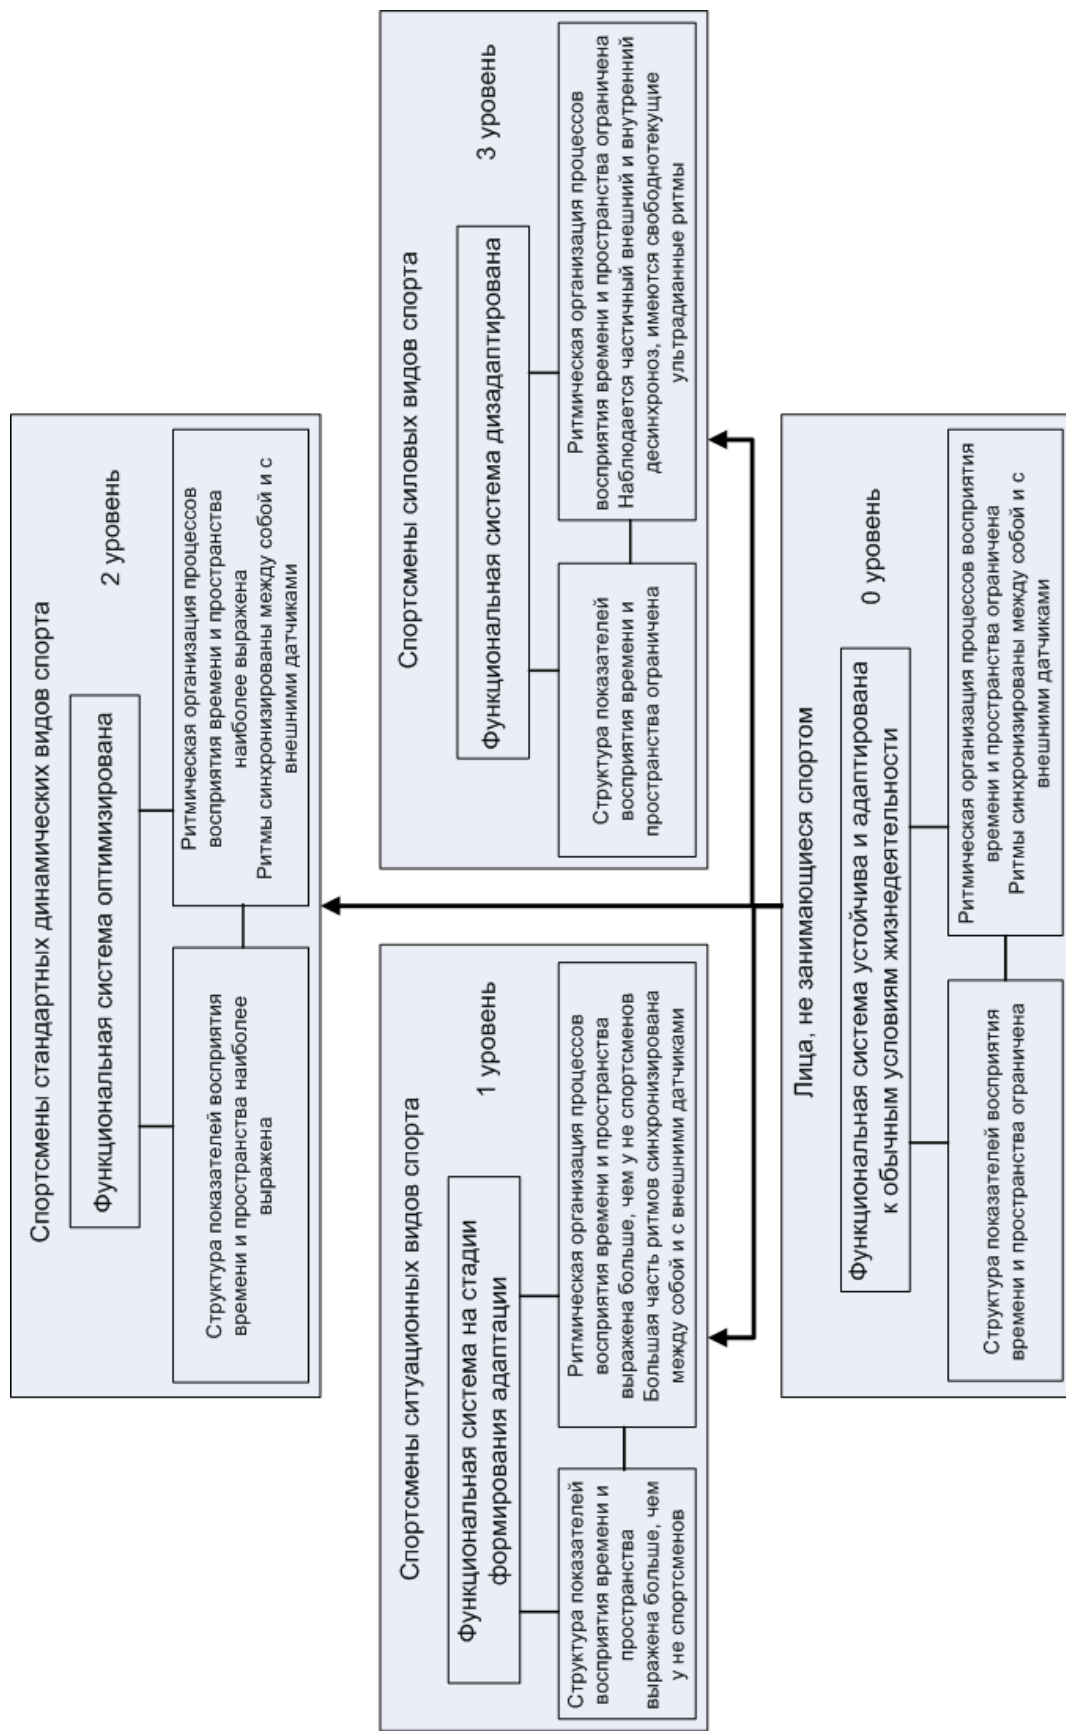 Спортсмены стандартных динамических видов спорта
Функциональная система оптимизирована
2 уровень
Структура показателей восприятия
времени и пространства наиболее
выражена
Ритмическая организация процессов
восприятия времени и пространства
наиболее выражена
Ритмы синхронизированы между собой и с
внешними датчиками
Спортсмены ситуационных видов спорта
Функциональная система на стадии
формирования адаптации
1 уровень
Структура показателей
восприятия времени и
пространства
выражена больше, чем
у не спортсменов
Ритмическая организация процессов
восприятия времени и пространства
выражена больше, чем у не спортсменов
Большая часть ритмов синхронизирована
между собой и с внешними датчиками
Спортсмены силовых видов спорта
Функциональная система дизадаптирована
3 уровень
Структура показателей
восприятия времени и
пространства ограничена
Ритмическая организация процессов
восприятия времени и пространства ограничена
Наблюдается частичный внешний и внутренний
десинхроноз, имеются свободнотекущие
ультрадианные ритмы
Лица, не занимающиеся спортом
Функциональная система устойчива и адаптирована
к обычным условиям жизнедеятельности
0 уровень
Структура показателей восприятия
времени и пространства ограничена
Ритмическая организация процессов восприятия
времени и пространства ограничена
Ритмы синхронизированы между собой и с
внешними датчиками